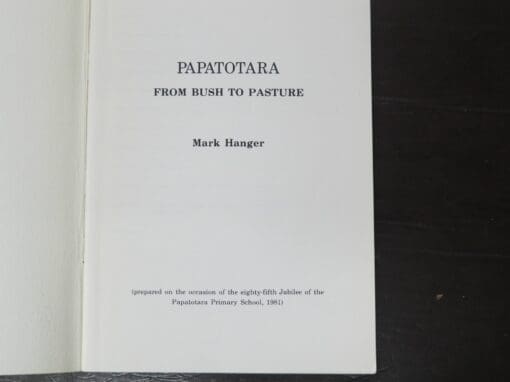 PAPATOTARA
FROM BUSH TO PASTURE
Mark Hanger
(prepared on the occasion of the eighty-fifth Jubilee of the
Papatotara Primary School, 1981)